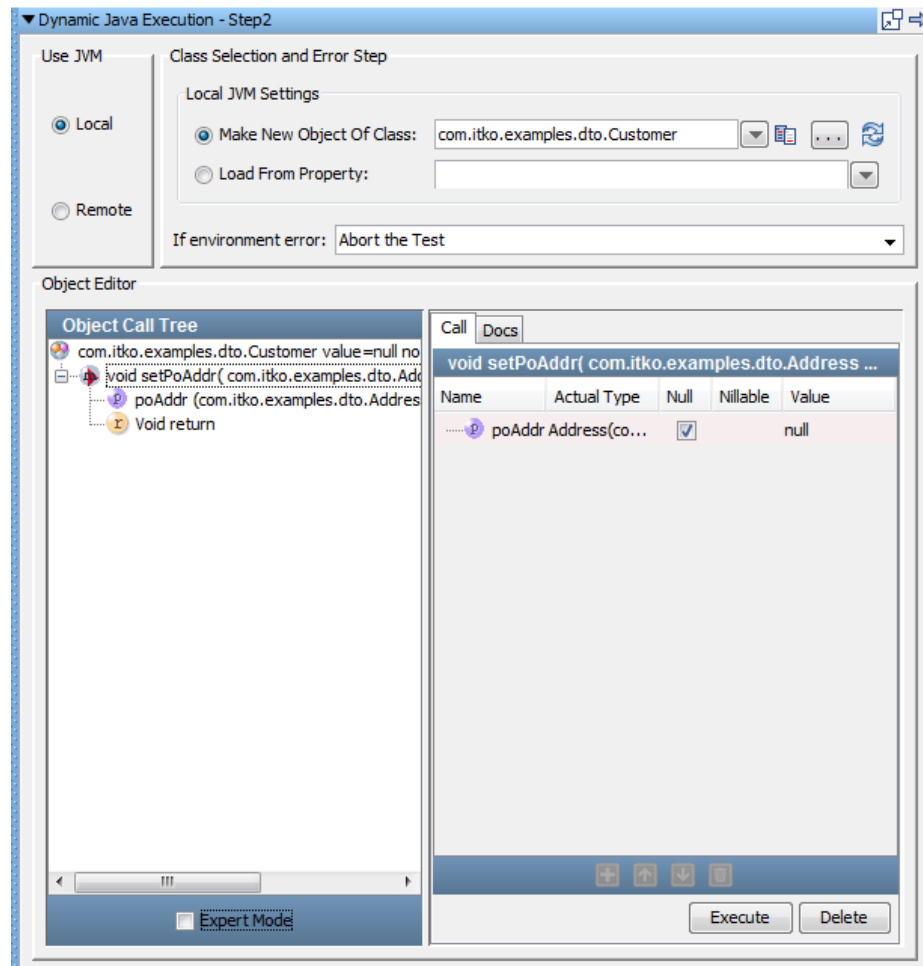 Dynamic Java Execution - Step2
Use JVM
Class Selection and Error Step
Local JVM Settings
Local
Make New Object Of Class: com.itko.examples.dto.Customer ...
Load From Property:
Remote
If environment error: Abort the Test
Object Editor
Object Call Tree
com.itko.examples.dto.Customer value=null no
void setPoAddr( com.itko.examples.dto.Add
P poAddr (com.itko.examples.dto.Addres
r Void return
Call Docs
void setPoAddr( com.itko.examples.dto.Address ...
Name Actual Type Null Nillable Value
P poAddr Address(co... null
Expert Mode
Execute Delete